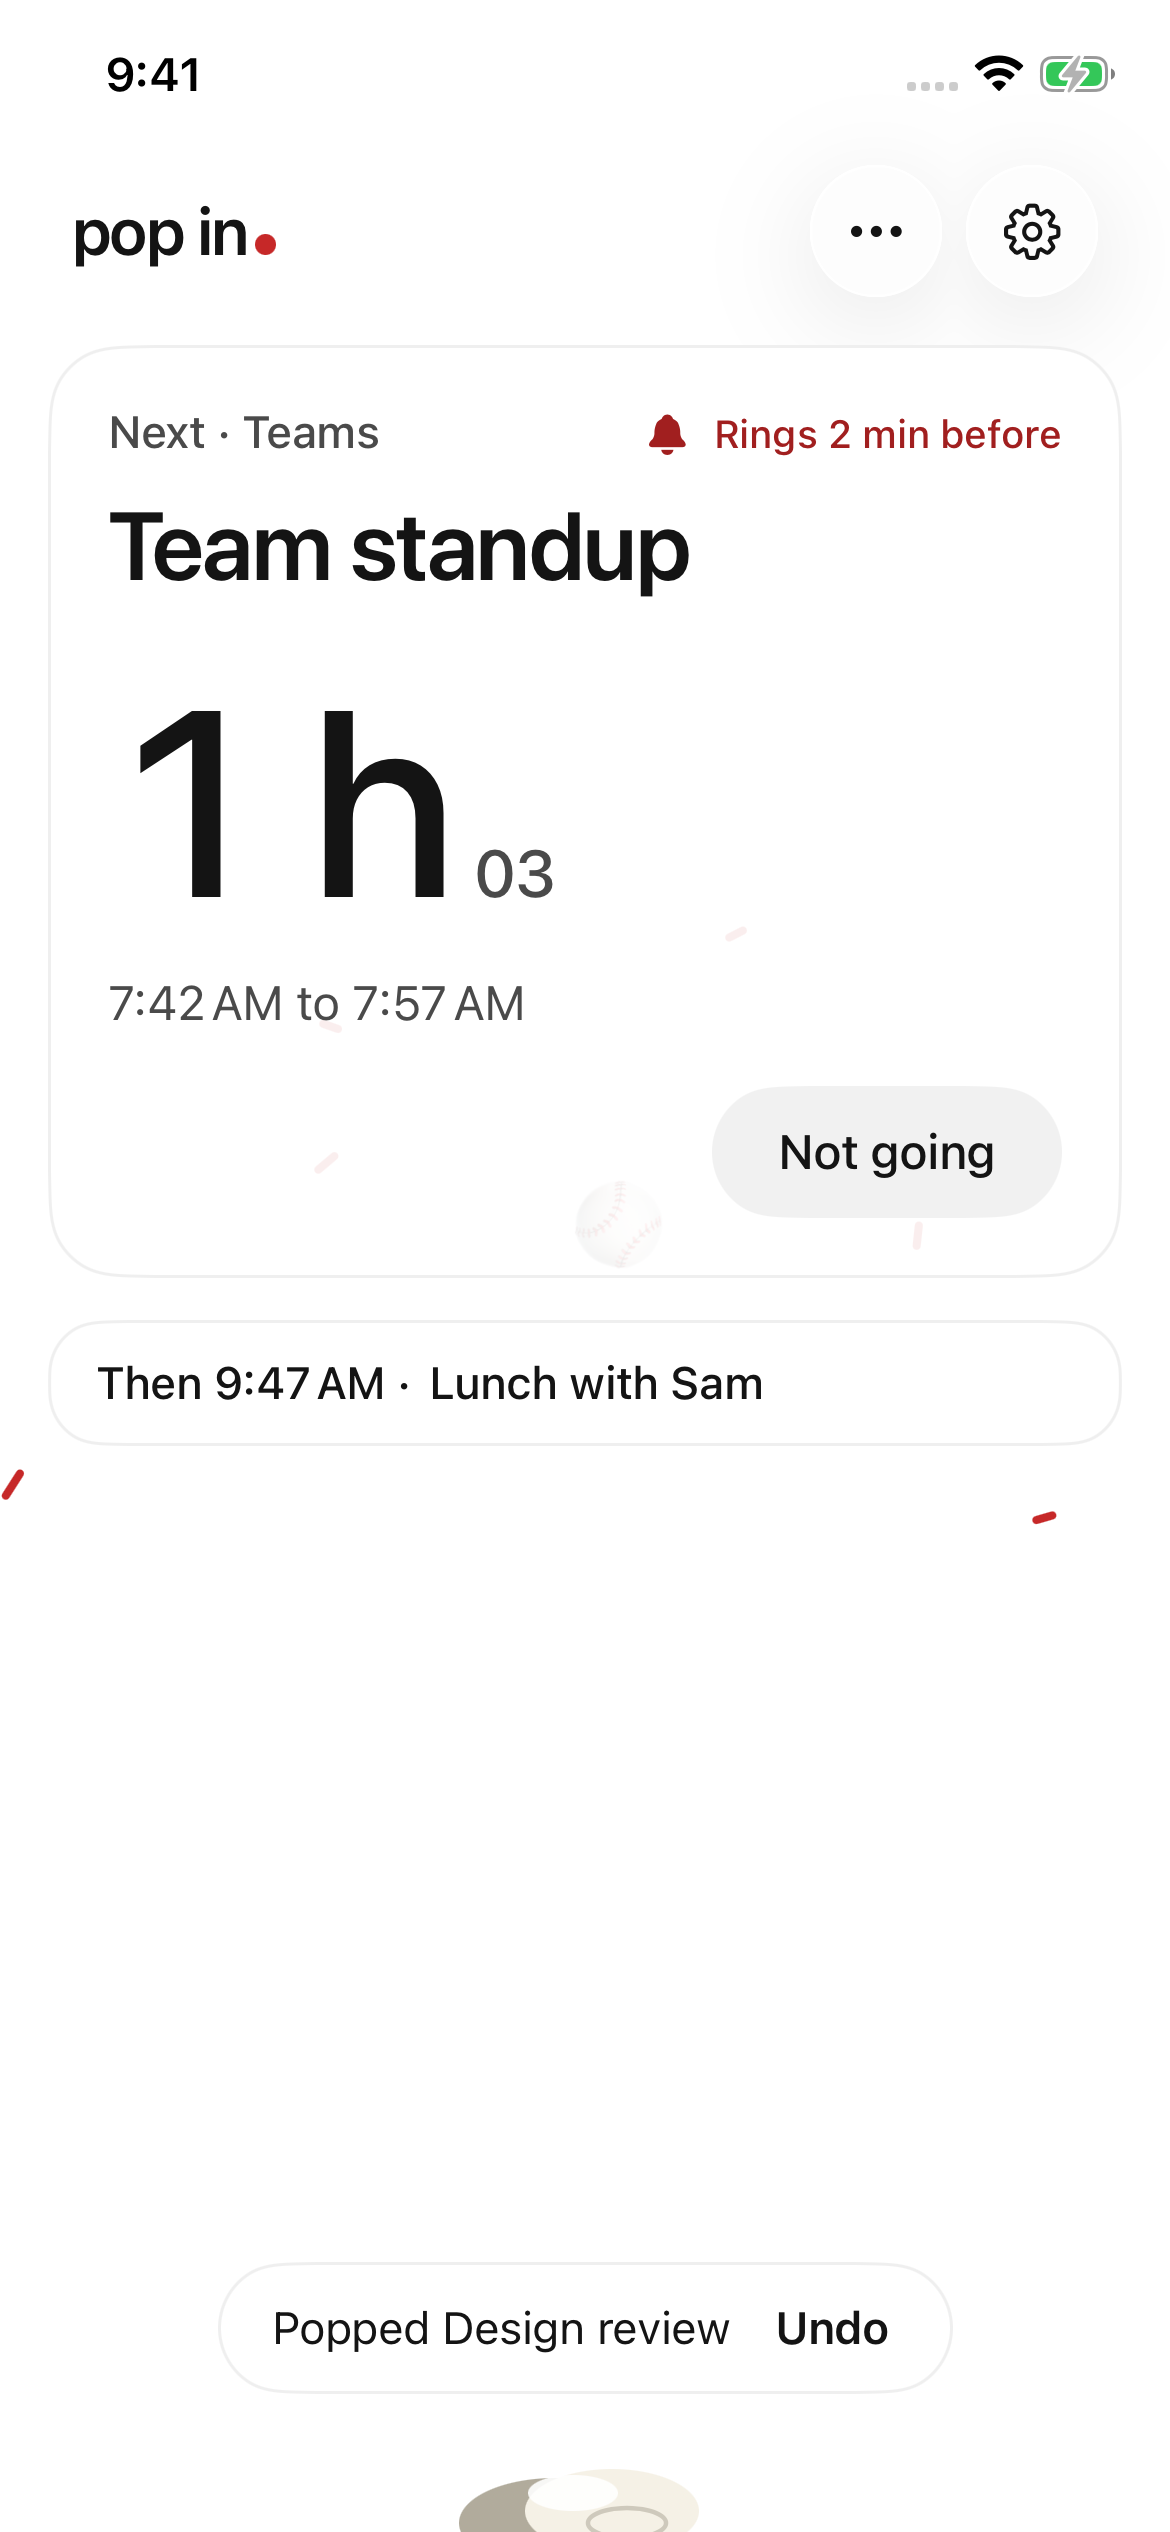 9:41
pop in.
Next · Teams
Rings 2 min before
Team standup
1 h 03
7:42 AM to 7:57 AM
Not going
Then 9:47 AM · Lunch with Sam
Popped Design review Undo